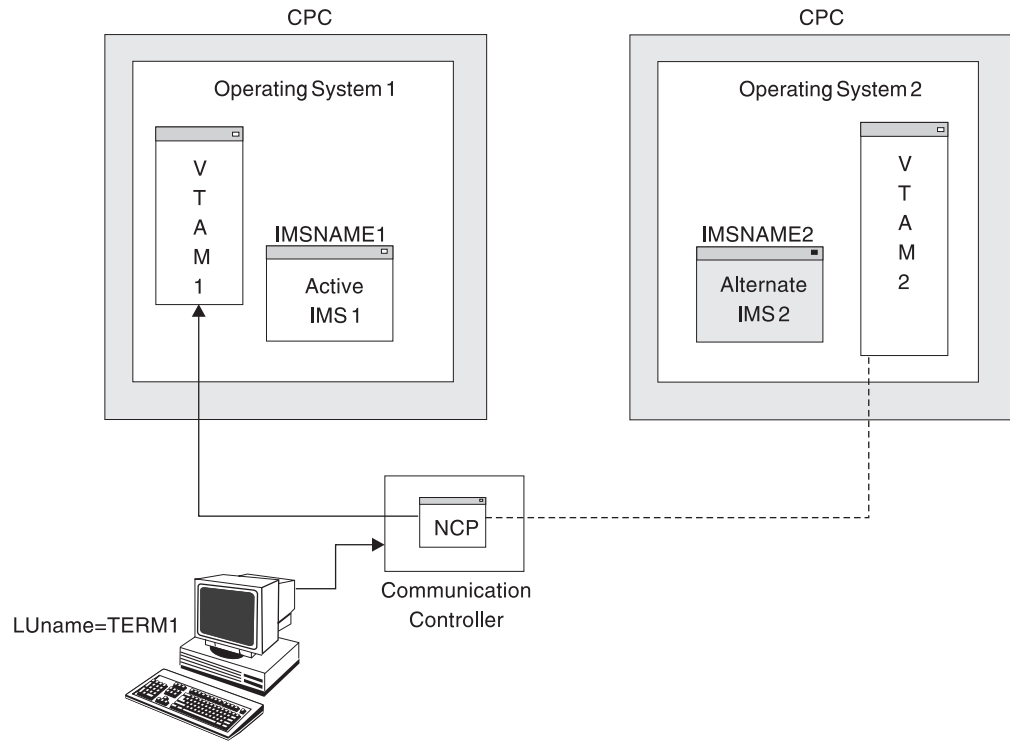 CPC
Operating System 1
V
T
A
M
1
IMSNAME1
Active
IMS 1
CPC
Operating System 2
IMSNAME2
Alternate
IMS 2
V
T
A
M
2
NCP
Communication
Controller
LUname=TERM1